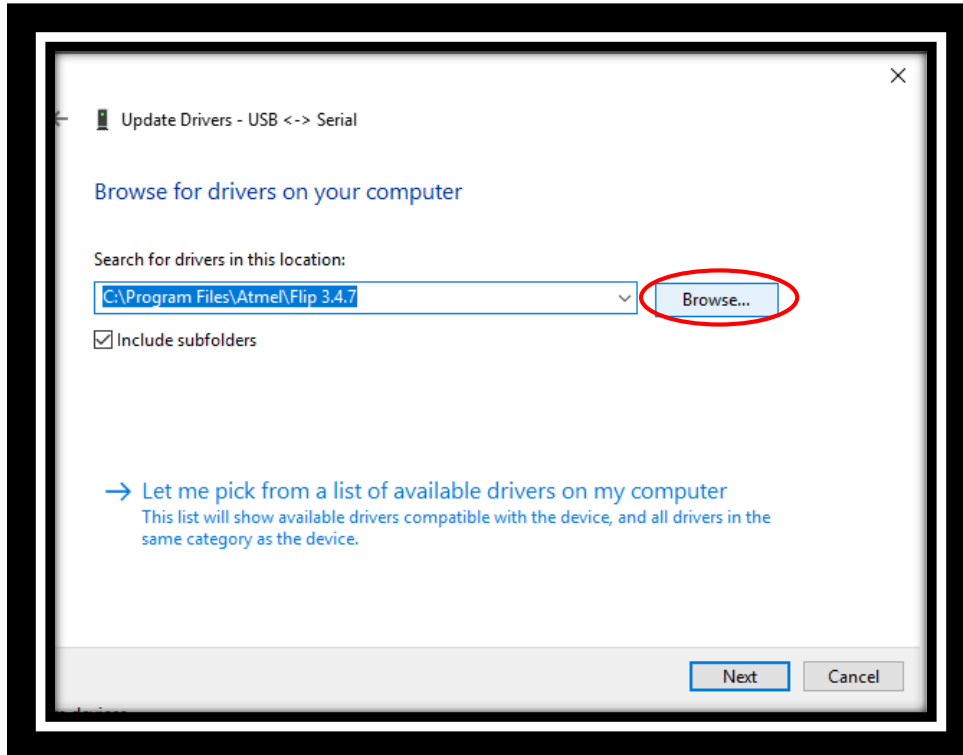 Update Drivers - USB <-> Serial
Browse for drivers on your computer
Search for drivers in this location:
C:\Program Files\Atmel\Flip 3.4.7
Browse...
Include subfolders
Let me pick from a list of available drivers on my computer
This list will show available drivers compatible with the device, and all drivers in the
same category as the device.
Next
Cancel